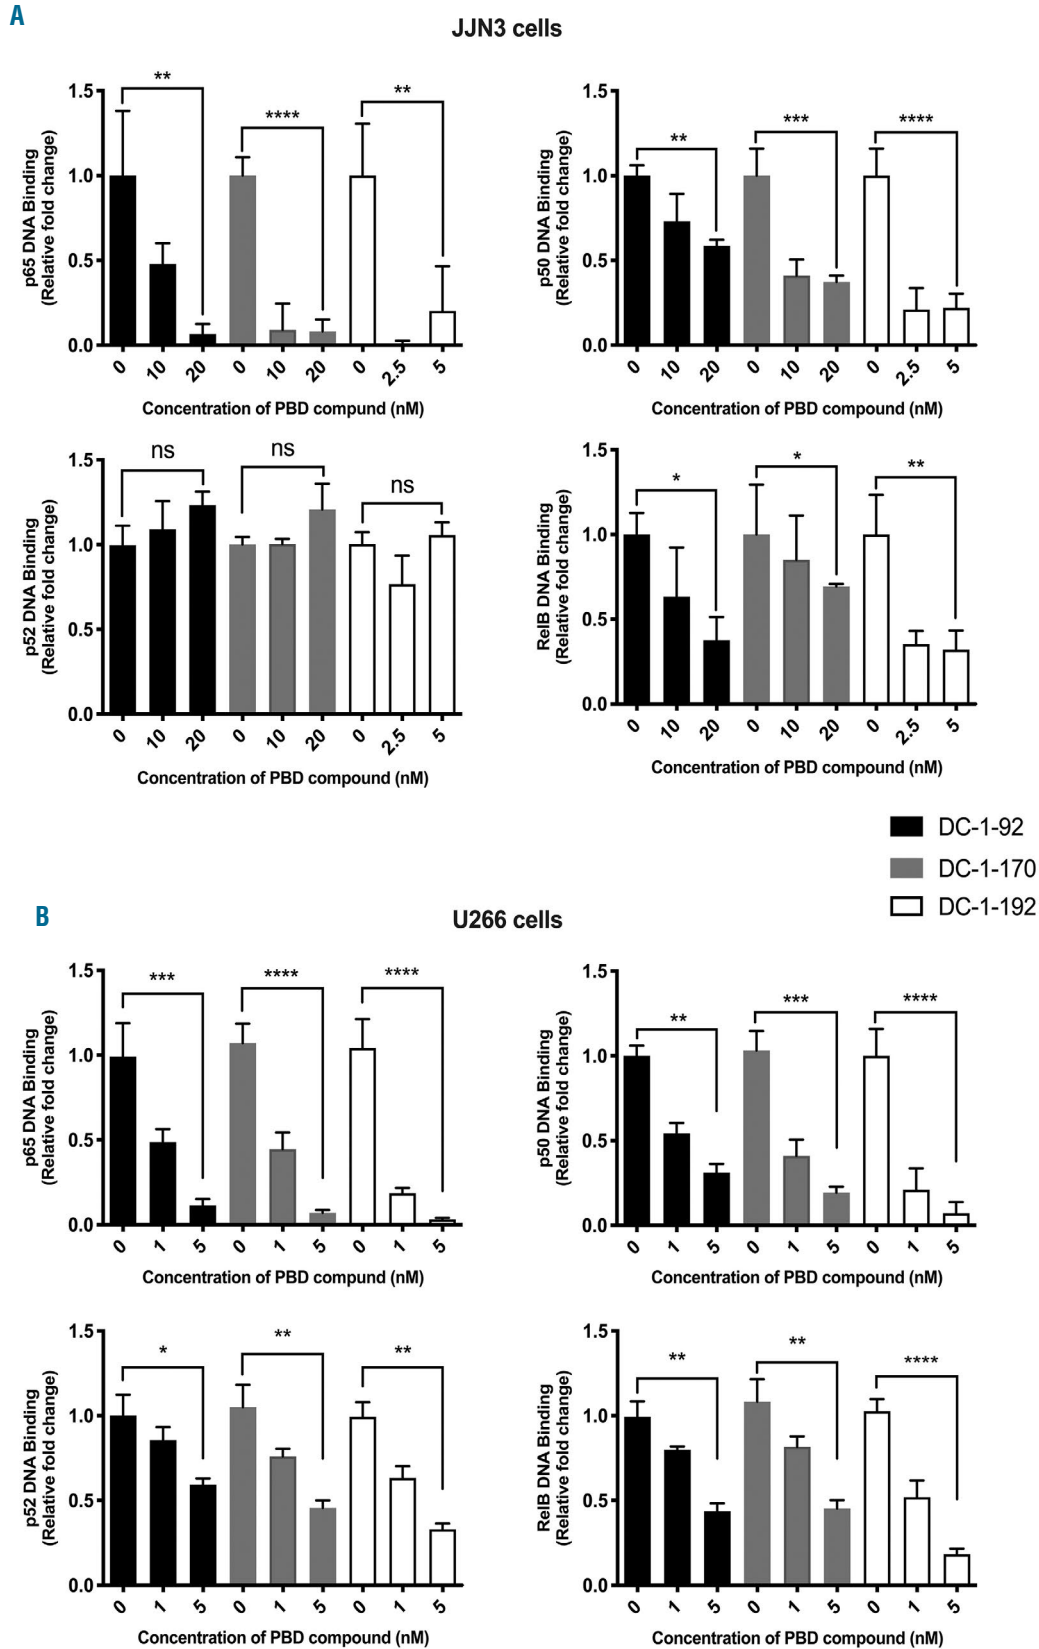 A
JJN3 cells
p65 DNA Binding
(Relative fold change)
1.5
1.0
0.5
0.0
**
****
**
0 10 20 0 10 20 0 2.5 5
Concentration of PBD compund (nM)
p50 DNA Binding
(Relative fold change)
1.5
1.0
0.5
0.0
**
***
****
0 10 20 0 10 20 0 2.5 5
Concentration of PBD compound (nM)
p52 DNA Binding
(Relative fold change)
1.5
1.0
0.5
0.0
ns
ns
ns
0 10 20 0 10 20 0 2.5 5
Concentration of PBD compound (nM)
RelB DNA Binding
(Relative fold change)
1.5
1.0
0.5
0.0
*
*
**
0 10 20 0 10 20 0 2.5 5
Concentration of PBD compound (nM)
DC-1-92
DC-1-170
DC-1-192
B
U266 cells
p65 DNA Binding
(Relative fold change)
1.5
1.0
0.5
0.0
***
****
****
0 1 5 0 1 5 0 1 5
Concentration of PBD compund (nM)
p50 DNA Binding
(Relative fold change)
1.5
1.0
0.5
0.0
**
***
****
0 1 5 0 1 5 0 1 5
Concentration of PBD compound (nM)
p52 DNA Binding
(Relative fold change)
1.5
1.0
0.5
0.0
*
**
**
0 1 5 0 1 5 0 1 5
Concentration of PBD compound (nM)
RelB DNA Binding
(Relative fold change)
1.5
1.0
0.5
0.0
**
**
****
0 1 5 0 1 5 0 1 5
Concentration of PBD compound (nM)